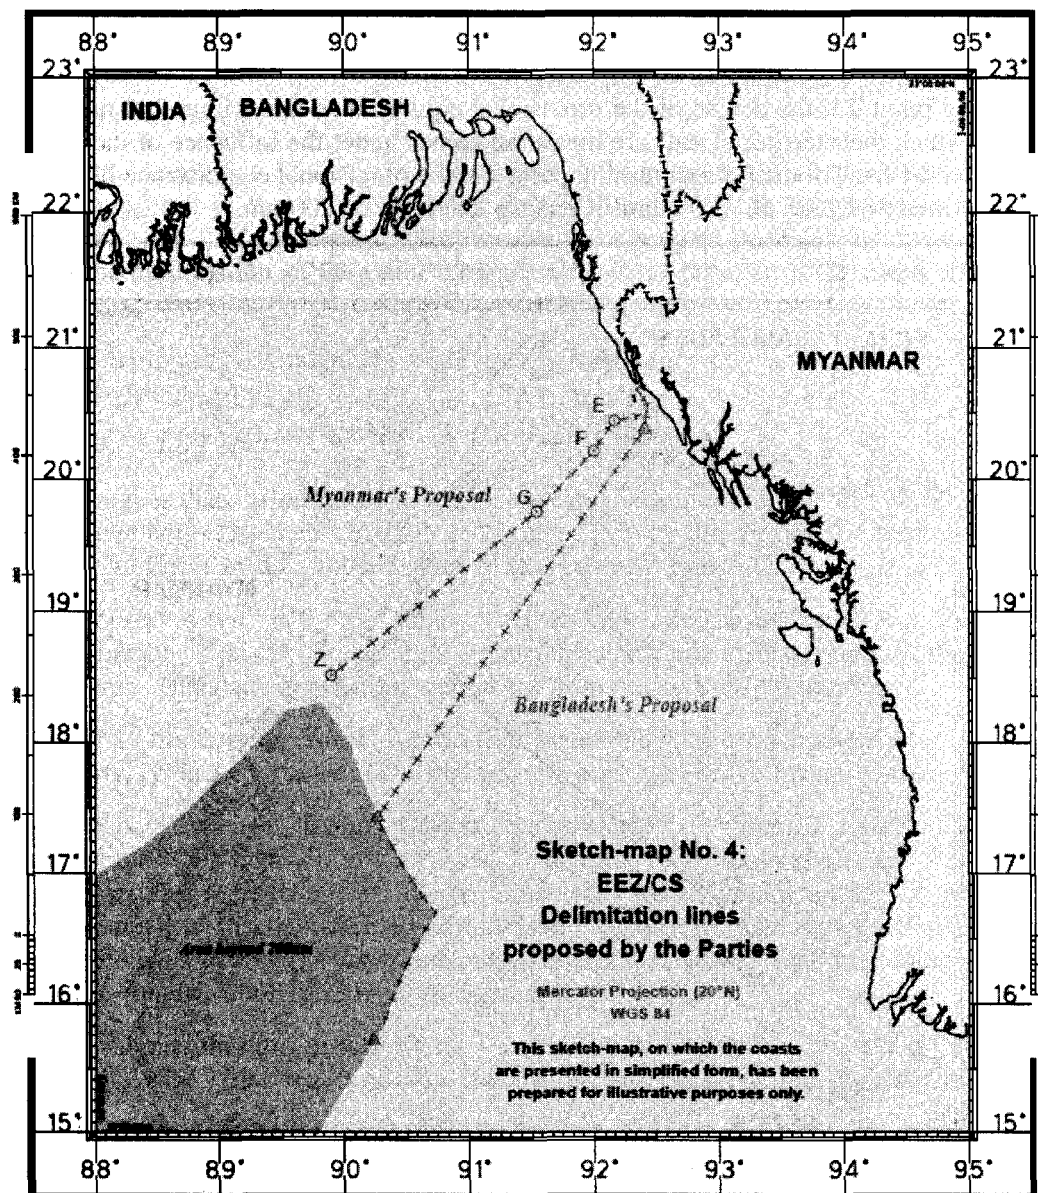 88° 89° 90° 91° 92° 93° 94° 95°
23° 23°
INDIA BANGLADESH
22° 22°
21° 21°
MYANMAR
E
F
20° 20°
Myanmar's Proposal G
19° 19°
Z
Bangladesh's Proposal
18° 18°
17° 17°
Sketch-map No. 4:
EEZ/CS
Delimitation lines
proposed by the Parties
Area beyond 200nm
Mercator Projection (20°N)
WGS 84
16° 16°
This sketch-map, on which the coasts
are presented in simplified form, has been
prepared for illustrative purposes only.
15° 15°
88° 89° 90° 91° 92° 93° 94° 95°